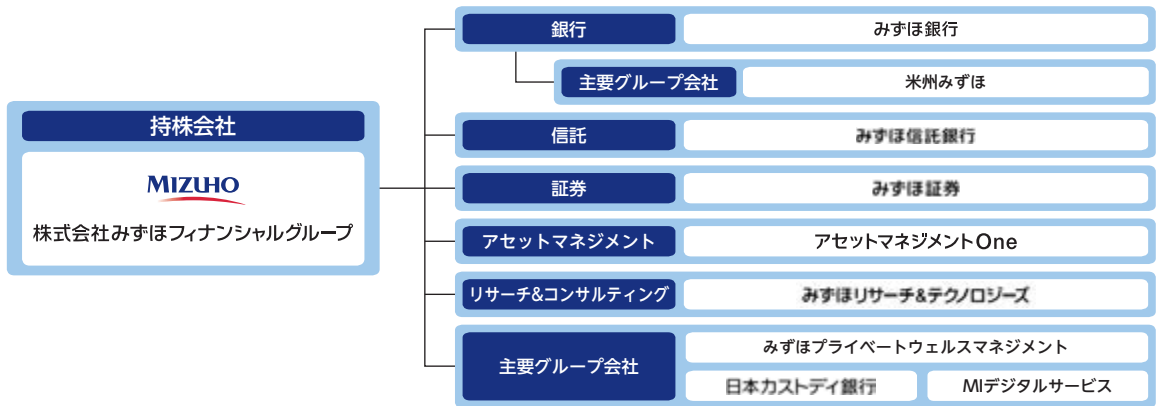 持株会社
MIZUHO
株式会社みずほフィナンシャルグループ
銀行 みずほ銀行
主要グループ会社 米州みずほ
信託 みずほ信託銀行
証券 みずほ証券
アセットマネジメント アセットマネジメントOne
リサーチ&コンサルティング みずほリサーチ&テクノロジーズ
主要グループ会社 みずほプライベートウェルスマネジメント
日本カストディ銀行 MIデジタルサービス